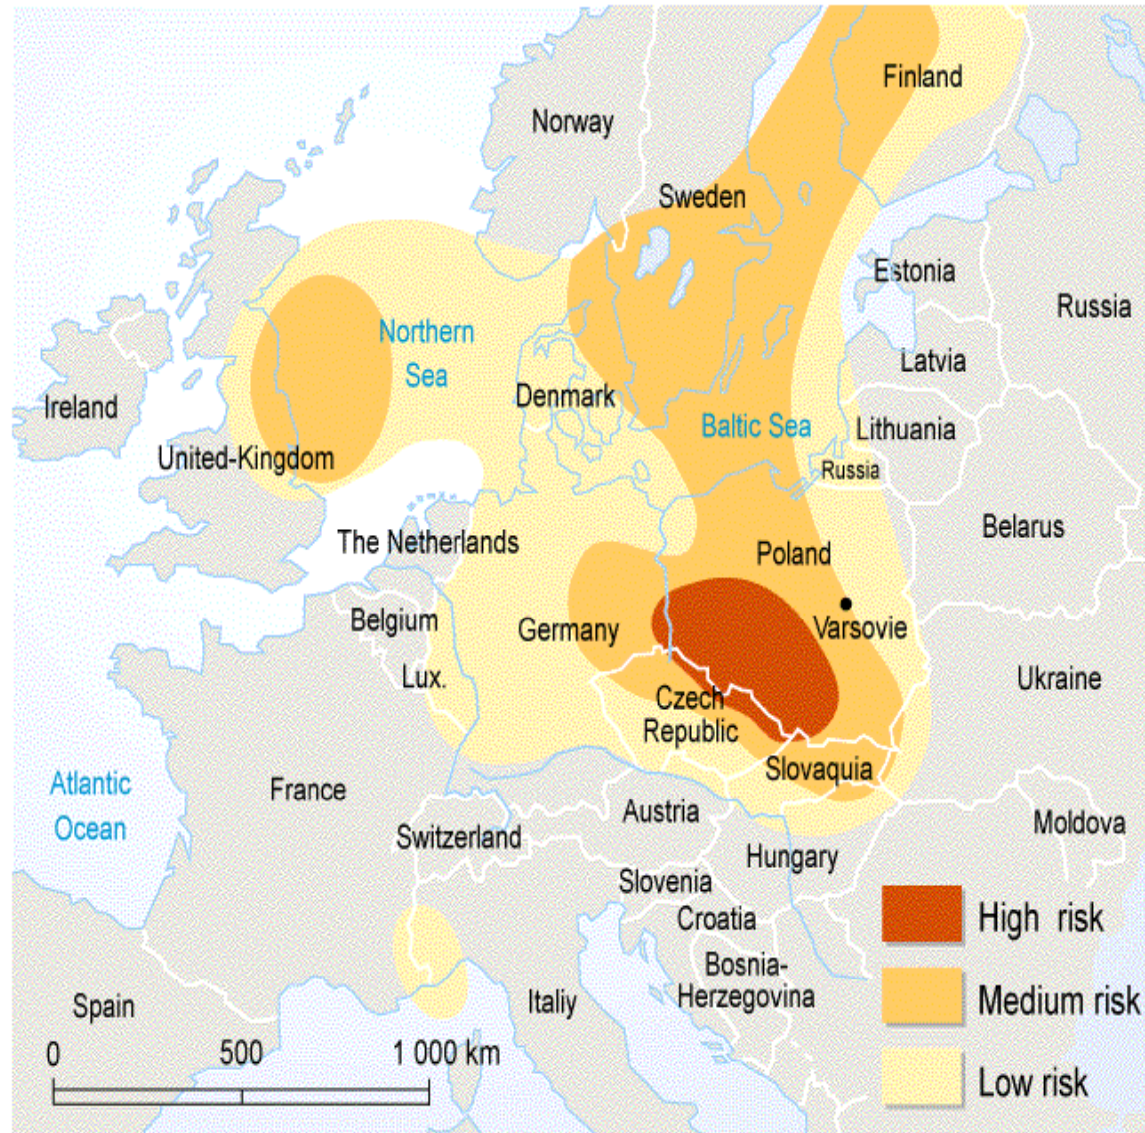 Finland
Norway
Sweden
Estonia
Russia
Northern
Sea
Latvia
Denmark
Ireland
Baltic Sea
Lithuania
United-Kingdom
Russia
Belarus
The Netherlands
Poland
Belgium
Germany
Varsovie
Lux.
Ukraine
Czech
Republic
Slovaquia
Atlantic
Ocean
France
Austria
Moldova
Switzerland
Hungary
Slovenia
Croatia
High risk
Bosnia-
Herzegovina
Spain
Italiy
Medium risk
0 500 1 000 km
Low risk